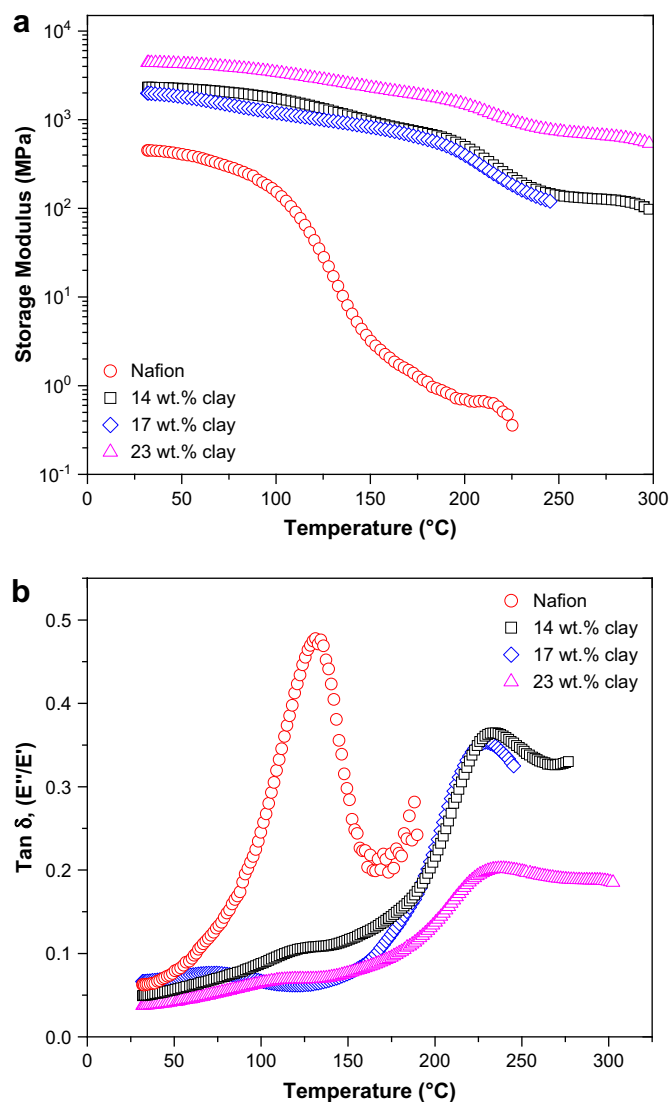 a
10^4
10^3
10^2
10^1
10^0
10^-1
Storage Modulus (MPa)
Nafion
14 wt.% clay
17 wt.% clay
23 wt.% clay
0 50 100 150 200 250 300
Temperature (°C)
b
0.5
0.4
0.3
0.2
0.1
0.0
Tan δ, (E"/E')
Nafion
14 wt.% clay
17 wt.% clay
23 wt.% clay
0 50 100 150 200 250 300
Temperature (°C)